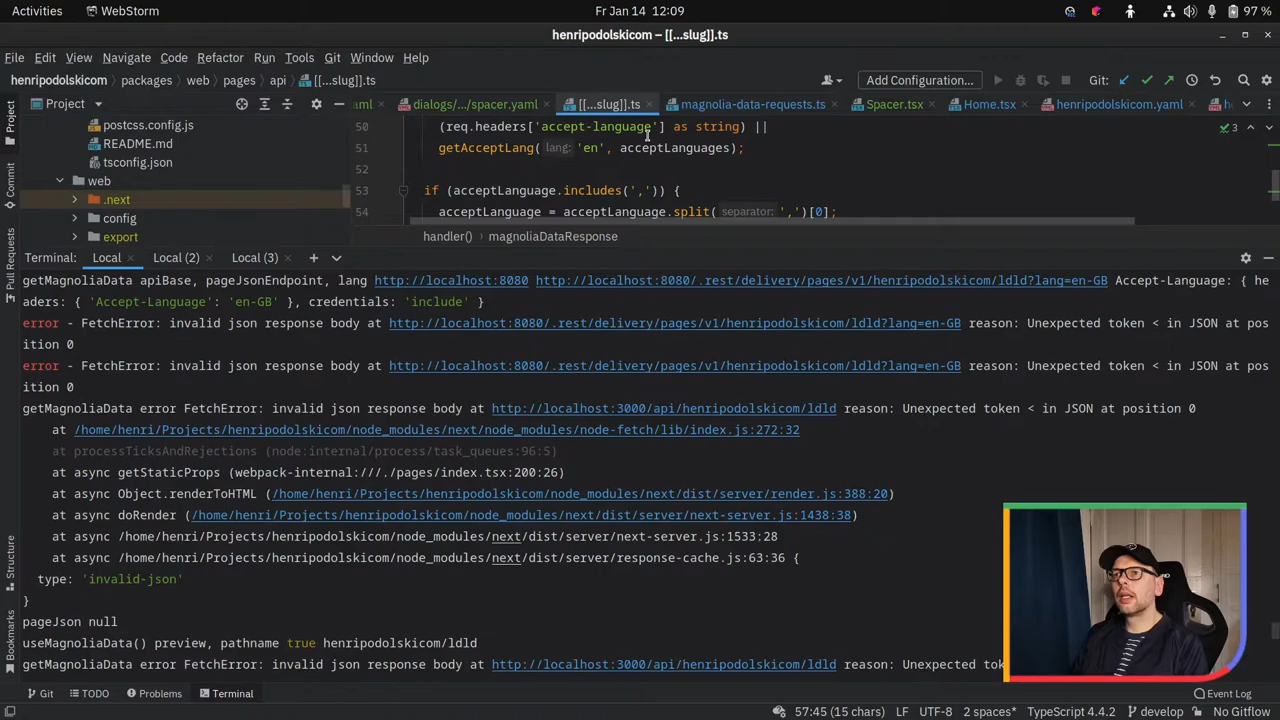 Activities WebStorm Fr Jan 14 12:09 97 %
henripodolskicom – [[...slug]].ts
File Edit View Navigate Code Refactor Run Tools Git Window Help
henripodolskicom packages web pages api [[...slug]].ts Add Configuration... Git:
Project aml dialogs/.../spacer.yaml [[...slug]].ts magnolia-data-requests.ts Spacer.tsx Home.tsx henripodolskicom.yaml he
postcss.config.js
README.md
tsconfig.json
web
.next
config
export
50 (req.headers['accept-language'] as string) ||
51 getAcceptLang( lang: 'en', acceptLanguages);
52
53 if (acceptLanguage.includes(',')) {
54 acceptLanguage = acceptLanguage.split( separator: ',')[0];
3
handler() magnoliaDataResponse
Project
Commit
Pull Requests
Structure
Bookmarks
Terminal: Local Local (2) Local (3)
getMagnoliaData apiBase, pageJsonEndpoint, lang http://localhost:8080 http://localhost:8080/.rest/delivery/pages/v1/henripodolskicom/ldld?lang=en-GB Accept-Language: { he
aders: { 'Accept-Language': 'en-GB' }, credentials: 'include' }
error - FetchError: invalid json response body at http://localhost:8080/.rest/delivery/pages/v1/henripodolskicom/ldld?lang=en-GB reason: Unexpected token < in JSON at pos
ition 0
error - FetchError: invalid json response body at http://localhost:8080/.rest/delivery/pages/v1/henripodolskicom/ldld?lang=en-GB reason: Unexpected token < in JSON at pos
ition 0
getMagnoliaData error FetchError: invalid json response body at http://localhost:3000/api/henripodolskicom/ldld reason: Unexpected token < in JSON at position 0
at /home/henri/Projects/henripodolskicom/node_modules/next/node_modules/node-fetch/lib/index.js:272:32
at processTicksAndRejections (node:internal/process/task_queues:96:5)
at async getStaticProps (webpack-internal:///./pages/index.tsx:200:26)
at async Object.renderToHTML (/home/henri/Projects/henripodolskicom/node_modules/next/dist/server/render.js:388:20)
at async doRender (/home/henri/Projects/henripodolskicom/node_modules/next/dist/server/next-server.js:1438:38)
at async /home/henri/Projects/henripodolskicom/node_modules/next/dist/server/next-server.js:1533:28
at async /home/henri/Projects/henripodolskicom/node_modules/next/dist/server/response-cache.js:63:36 {
type: 'invalid-json'
}
pageJson null
useMagnoliaData() preview, pathname true henripodolskicom/ldld
getMagnoliaData error FetchError: invalid json response body at http://localhost:3000/api/henripodolskicom/ldld reason: Unexpected tok
Git TODO Problems Terminal Event Log
57:45 (15 chars) LF UTF-8 2 spaces* TypeScript 4.4.2 develop No Gitflow